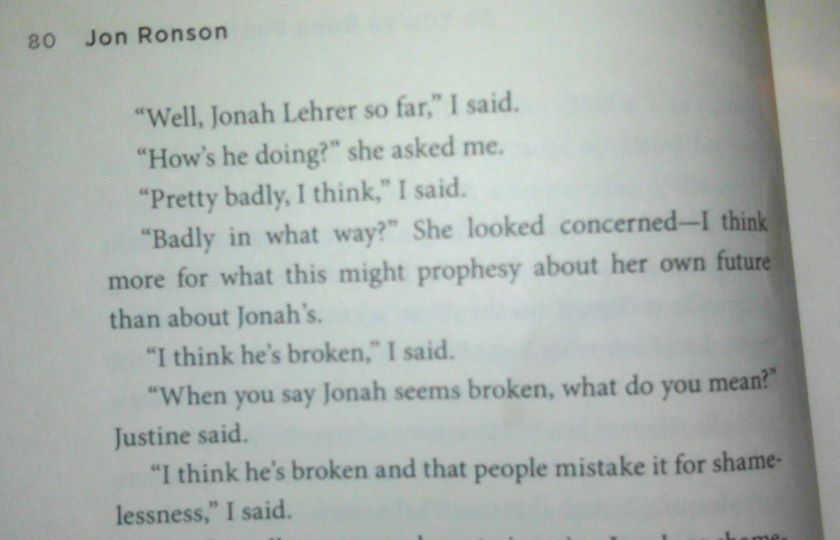 80 Jon Ronson
“Well, Jonah Lehrer so far,” I said.
“How’s he doing?” she asked me.
“Pretty badly, I think,” I said.
“Badly in what way?” She looked concerned—I think
more for what this might prophesy about her own future
than about Jonah’s.
“I think he’s broken,” I said.
“When you say Jonah seems broken, what do you mean?”
Justine said.
“I think he’s broken and that people mistake it for shame-
lessness,” I said.